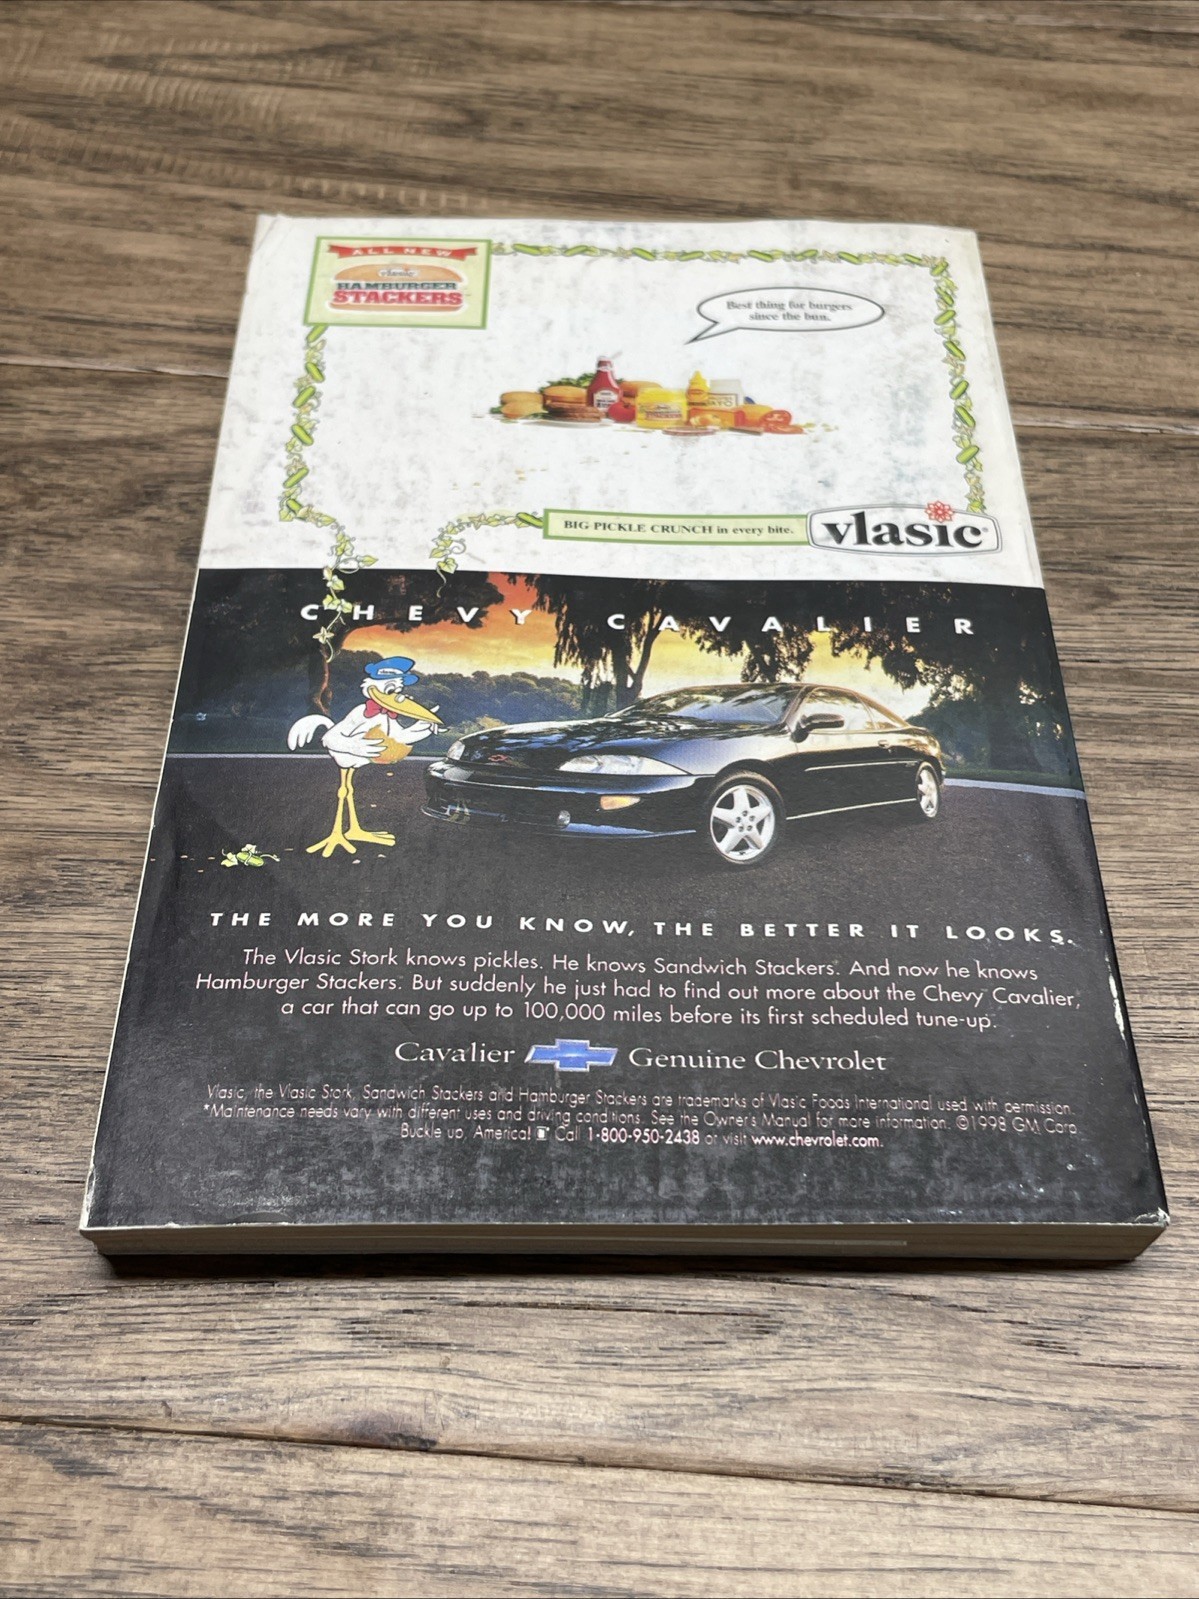 ALL NEW
vlasic
HAMBURGER
STACKERS
Best thing for burgers
since the bun.
BIG PICKLE CRUNCH in every bite.
vlasic
CHEVY CAVALIER
THE MORE YOU KNOW, THE BETTER IT LOOKS.
The Vlasic Stork knows pickles. He knows Sandwich Stackers. And now he knows
Hamburger Stackers. But suddenly he just had to find out more about the Chevy Cavalier,
a car that can go up to 100,000 miles before its first scheduled tune-up.
Cavalier Genuine Chevrolet
Vlasic, the Vlasic Stork, Sandwich Stackers and Hamburger Stackers are trademarks of Vlasic Foods International used with permission.
*Maintenance needs vary with different uses and driving conditions. See the Owner's Manual for more information. ©1998 GM Corp.
Buckle up, America! Call 1-800-950-2438 or visit www.chevrolet.com.